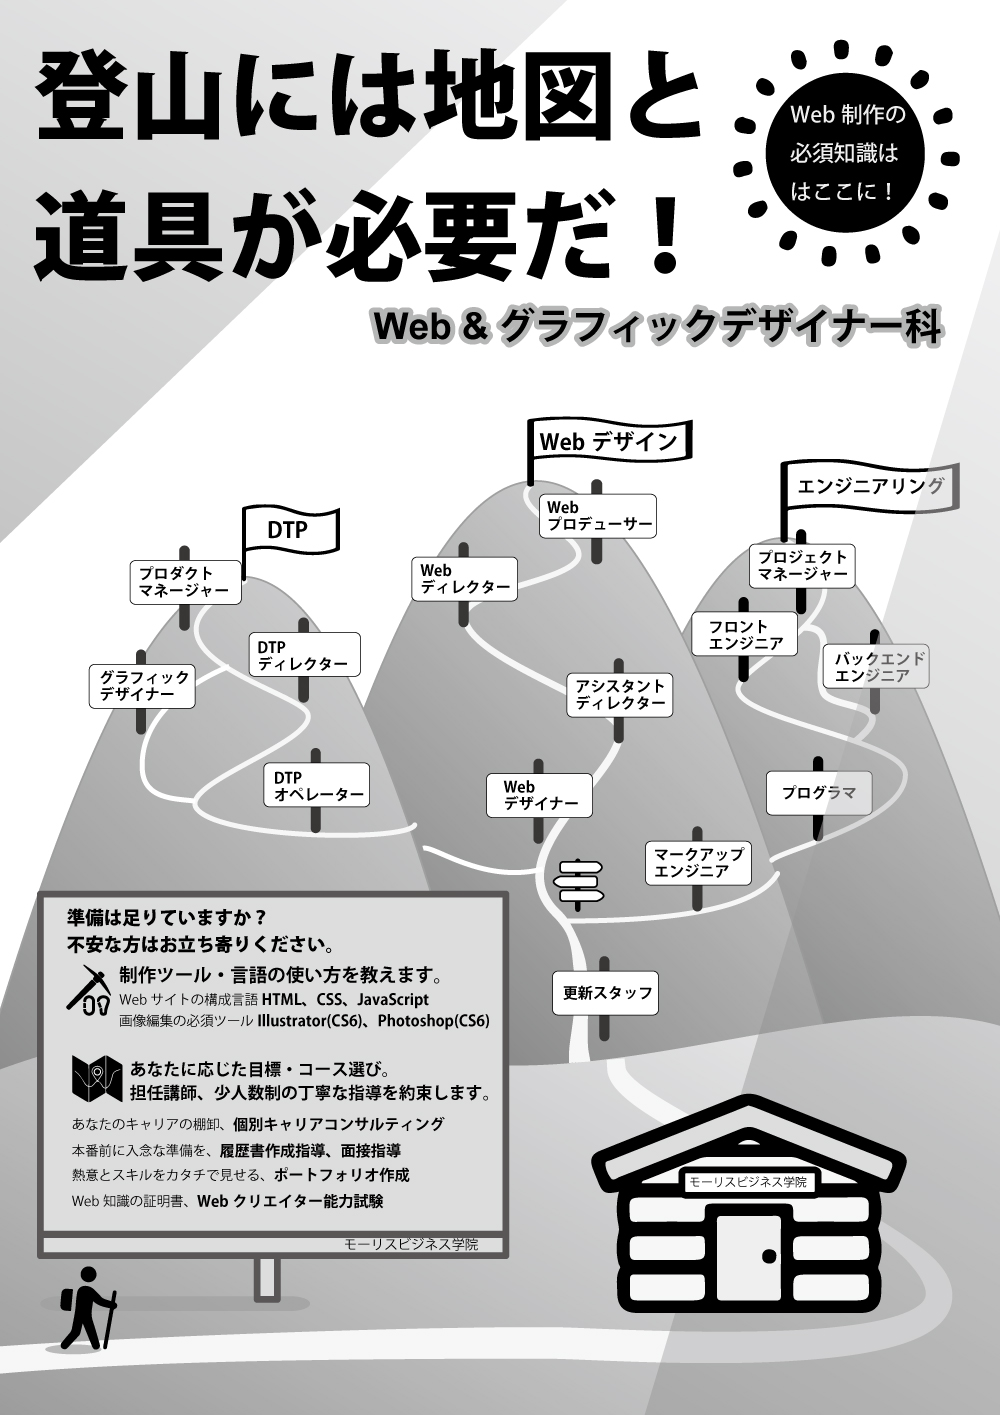 登山には地図と
道具が必要だ！
Web 制作の
必須知識は
はここに！
Web & グラフィックデザイナー科
Web デザイン
エンジニアリング
DTP
Web
プロデューサー
プロジェクト
マネージャー
プロダクト
マネージャー
Web
ディレクター
フロント
エンジニア
DTP
ディレクター
バックエンド
エンジニア
グラフィック
デザイナー
アシスタント
ディレクター
DTP
オペレーター
Web
デザイナー
プログラマ
マークアップ
エンジニア
更新スタッフ
準備は足りていますか？
不安な方はお立ち寄りください。
制作ツール・言語の使い方を教えます。
Web サイトの構成言語 HTML、CSS、JavaScript
画像編集の必須ツール Illustrator(CS6)、Photoshop(CS6)
あなたに応じた目標・コース選び。
担任講師、少人数制の丁寧な指導を約束します。
あなたのキャリアの棚卸、個別キャリアコンサルティング
本番前に入念な準備を、履歴書作成指導、面接指導
熱意とスキルをカタチで見せる、ポートフォリオ作成
Web 知識の証明書、Web クリエイター能力試験
モーリスビジネス学院
モーリスビジネス学院